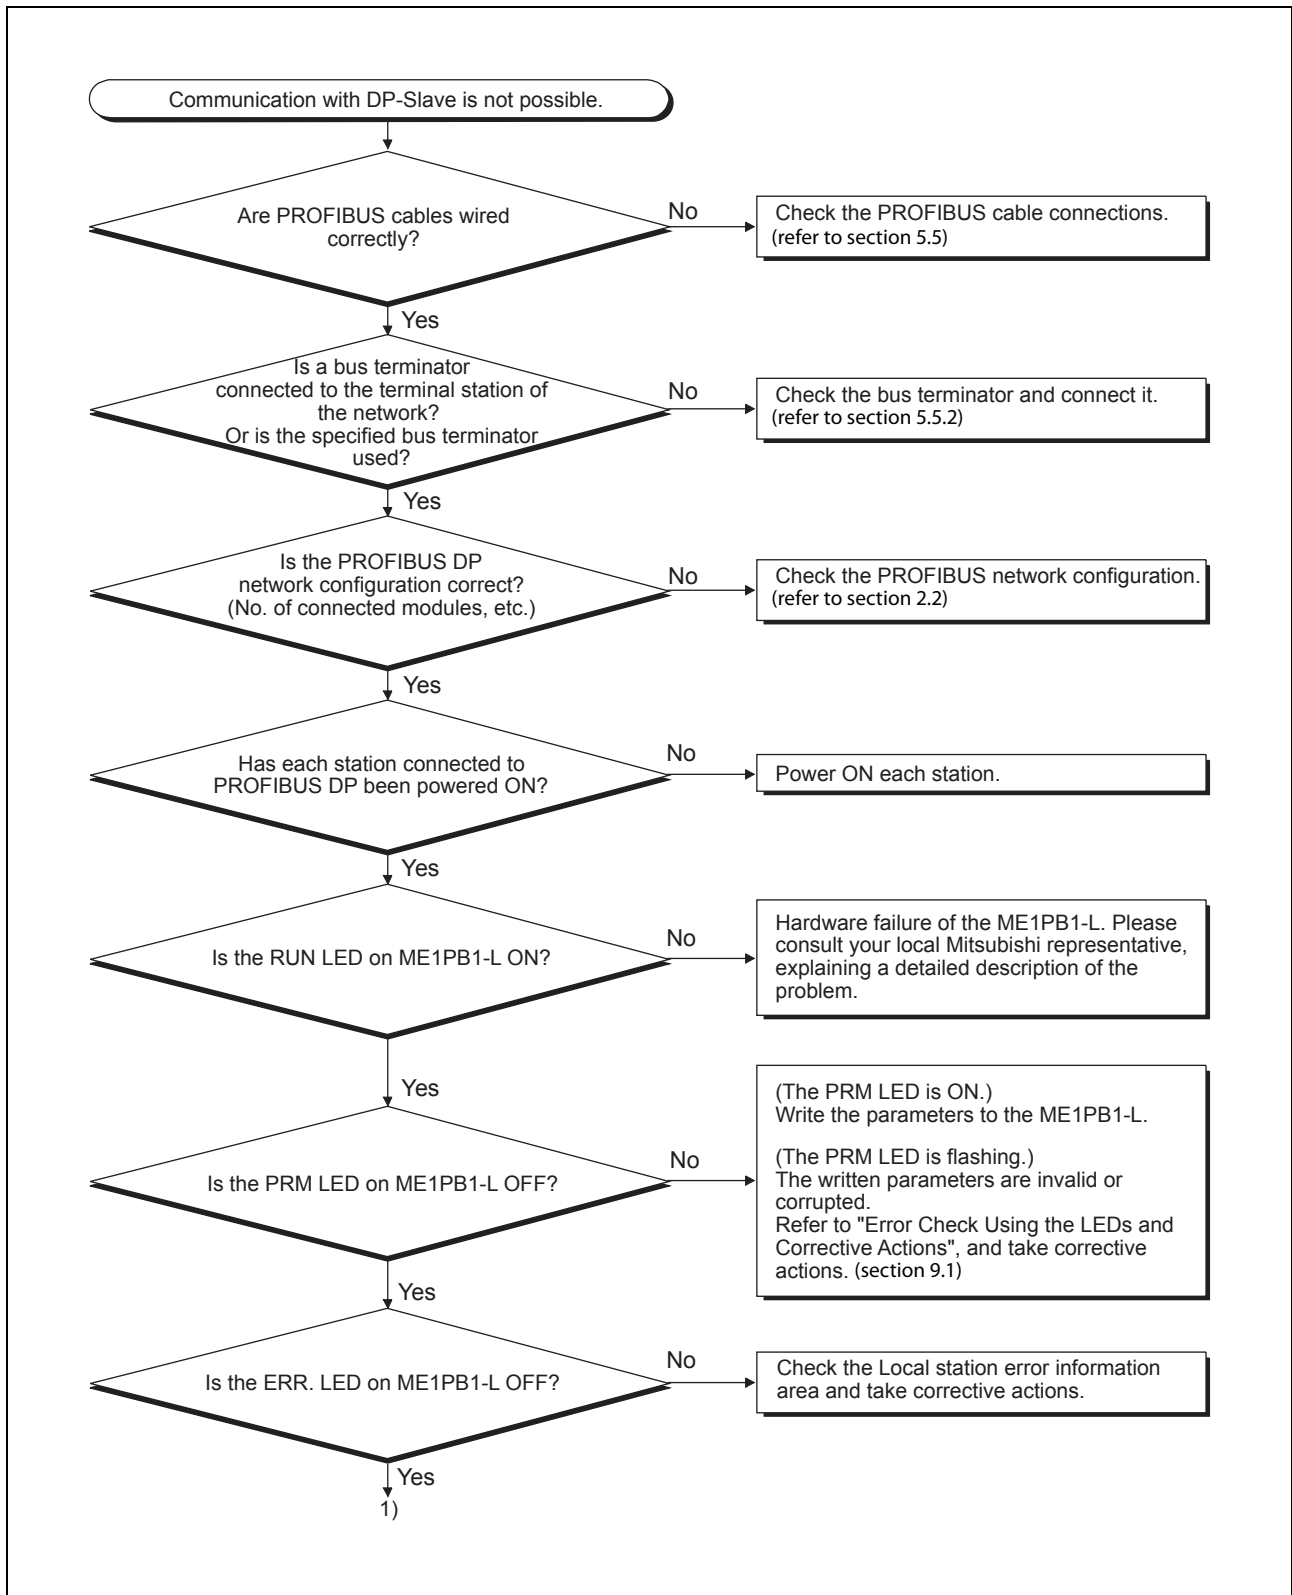 Communication with DP-Slave is not possible.
Are PROFIBUS cables wired
correctly?
No
Check the PROFIBUS cable connections.
(refer to section 5.5)
Yes
Is a bus terminator
connected to the terminal station of
the network?
Or is the specified bus terminator
used?
No
Check the bus terminator and connect it.
(refer to section 5.5.2)
Yes
Is the PROFIBUS DP
network configuration correct?
(No. of connected modules, etc.)
No
Check the PROFIBUS network configuration.
(refer to section 2.2)
Yes
Has each station connected to
PROFIBUS DP been powered ON?
No
Power ON each station.
Yes
Is the RUN LED on ME1PB1-L ON?
No
Hardware failure of the ME1PB1-L. Please
consult your local Mitsubishi representative,
explaining a detailed description of the
problem.
Yes
Is the PRM LED on ME1PB1-L OFF?
No
(The PRM LED is ON.)
Write the parameters to the ME1PB1-L.
(The PRM LED is flashing.)
The written parameters are invalid or
corrupted.
Refer to "Error Check Using the LEDs and
Corrective Actions", and take corrective
actions. (section 9.1)
Yes
Is the ERR. LED on ME1PB1-L OFF?
No
Check the Local station error information
area and take corrective actions.
Yes
1)